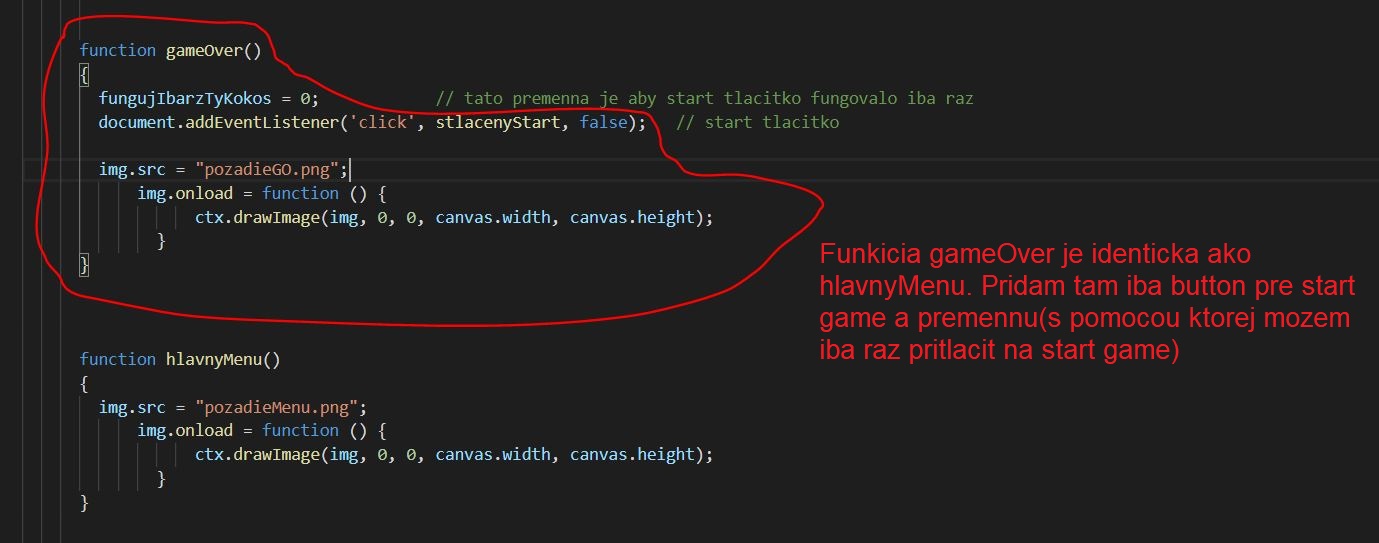 function gameOver()
{
fungujIbarzTyKokos = 0; // tato premenna je aby start tlacitko fungovalo iba raz
document.addEventListener('click', stlacenyStart, false); // start tlacitko
img.src = "pozadieGO.png";
img.onload = function () {
ctx.drawImage(img, 0, 0, canvas.width, canvas.height);
}
}
Funkicia gameOver je identicka ako
hlavnyMenu. Pridam tam iba button pre start
game a premennu(s pomocou ktorej mozem
iba raz pritlacit na start game)
function hlavnyMenu()
{
img.src = "pozadieMenu.png";
img.onload = function () {
ctx.drawImage(img, 0, 0, canvas.width, canvas.height);
}
}